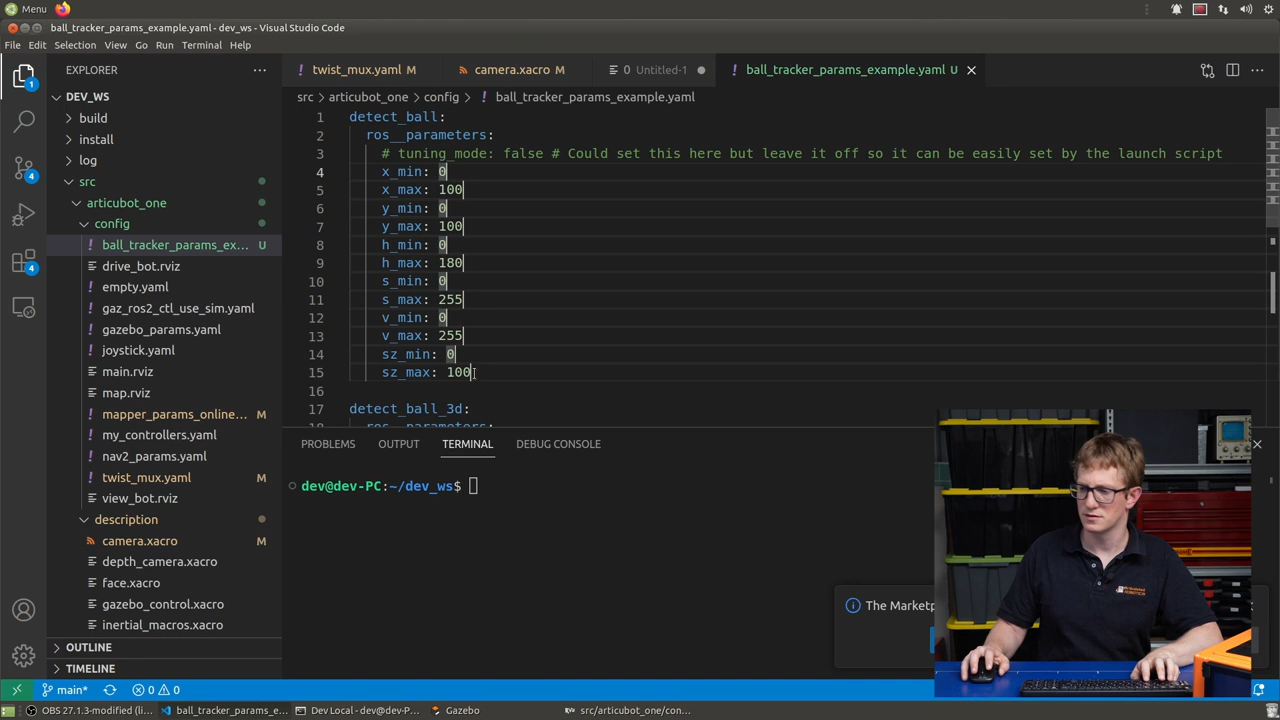 Menu
ball_tracker_params_example.yaml - dev_ws - Visual Studio Code
File Edit Selection View Go Run Terminal Help
EXPLORER
twist_mux.yaml M
camera.xacro M
Untitled-1
ball_tracker_params_example.yaml U
DEV_WS
src > articubot_one > config > ! ball_tracker_params_example.yaml
build
install
log
src
articubot_one
config
! ball_tracker_params_ex... U
drive_bot.rviz
! empty.yaml
! gaz_ros2_ctl_use_sim.yaml
! gazebo_params.yaml
! joystick.yaml
main.rviz
map.rviz
! mapper_params_online... M
! my_controllers.yaml
! nav2_params.yaml
! twist_mux.yaml M
view_bot.rviz
description
camera.xacro M
depth_camera.xacro
face.xacro
gazebo_control.xacro
inertial_macros.xacro
OUTLINE
TIMELINE
1 detect_ball:
2 ros__parameters:
3 # tuning_mode: false # Could set this here but leave it off so it can be easily set by the launch script
4 x_min: 0
5 x_max: 100
6 y_min: 0
7 y_max: 100
8 h_min: 0
9 h_max: 180
10 s_min: 0
11 s_max: 255
12 v_min: 0
13 v_max: 255
14 sz_min: 0
15 sz_max: 100
16
17 detect_ball_3d:
PROBLEMS OUTPUT TERMINAL DEBUG CONSOLE
dev@dev-PC:~/dev_ws$
The Marketp
1
4
4
main* 0 0
OBS 27.1.3-modified (li...
ball_tracker_params_e...
Dev Local - dev@dev-P...
Gazebo
src/articubot_one/con...